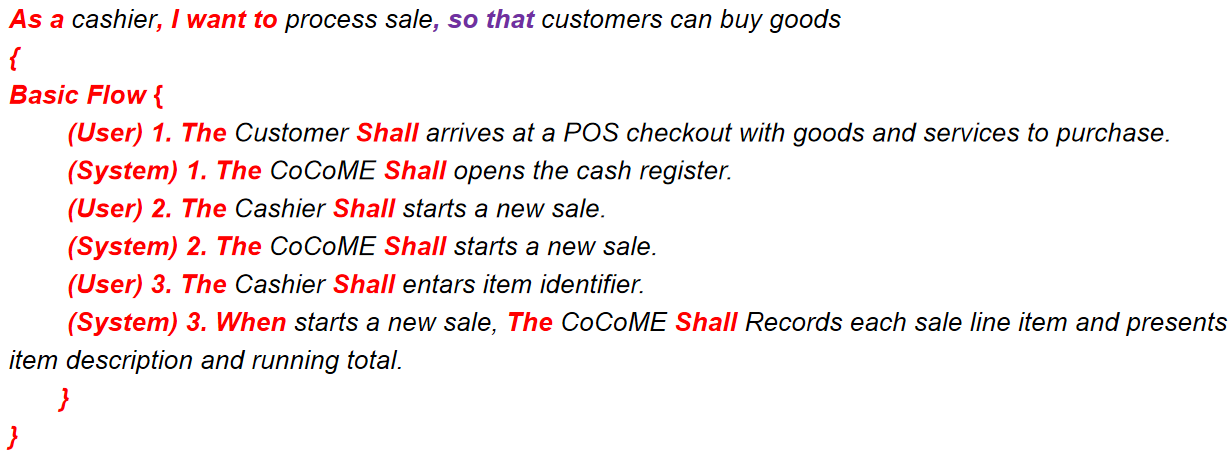 As a cashier, I want to process sale, so that customers can buy goods
{
Basic Flow {
(User) 1. The Customer Shall arrives at a POS checkout with goods and services to purchase.
(System) 1. The CoCoME Shall opens the cash register.
(User) 2. The Cashier Shall starts a new sale.
(System) 2. The CoCoME Shall starts a new sale.
(User) 3. The Cashier Shall entars item identifier.
(System) 3. When starts a new sale, The CoCoME Shall Records each sale line item and presents
item description and running total.
}
}